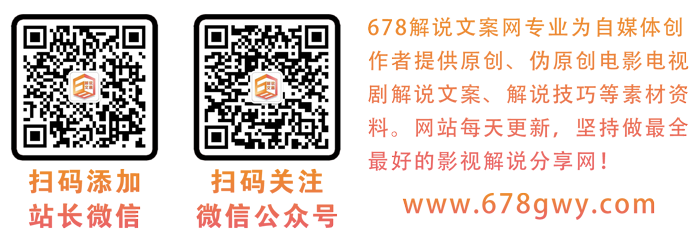 扫码添加
站长微信
扫码关注
微信公众号
678解说文案网专业为自媒体创
作者提供原创、伪原创电影电视
剧解说文案、解说技巧等素材资
料。网站每天更新，坚持做最全
最好的影视解说分享网！
www.678gwy.com